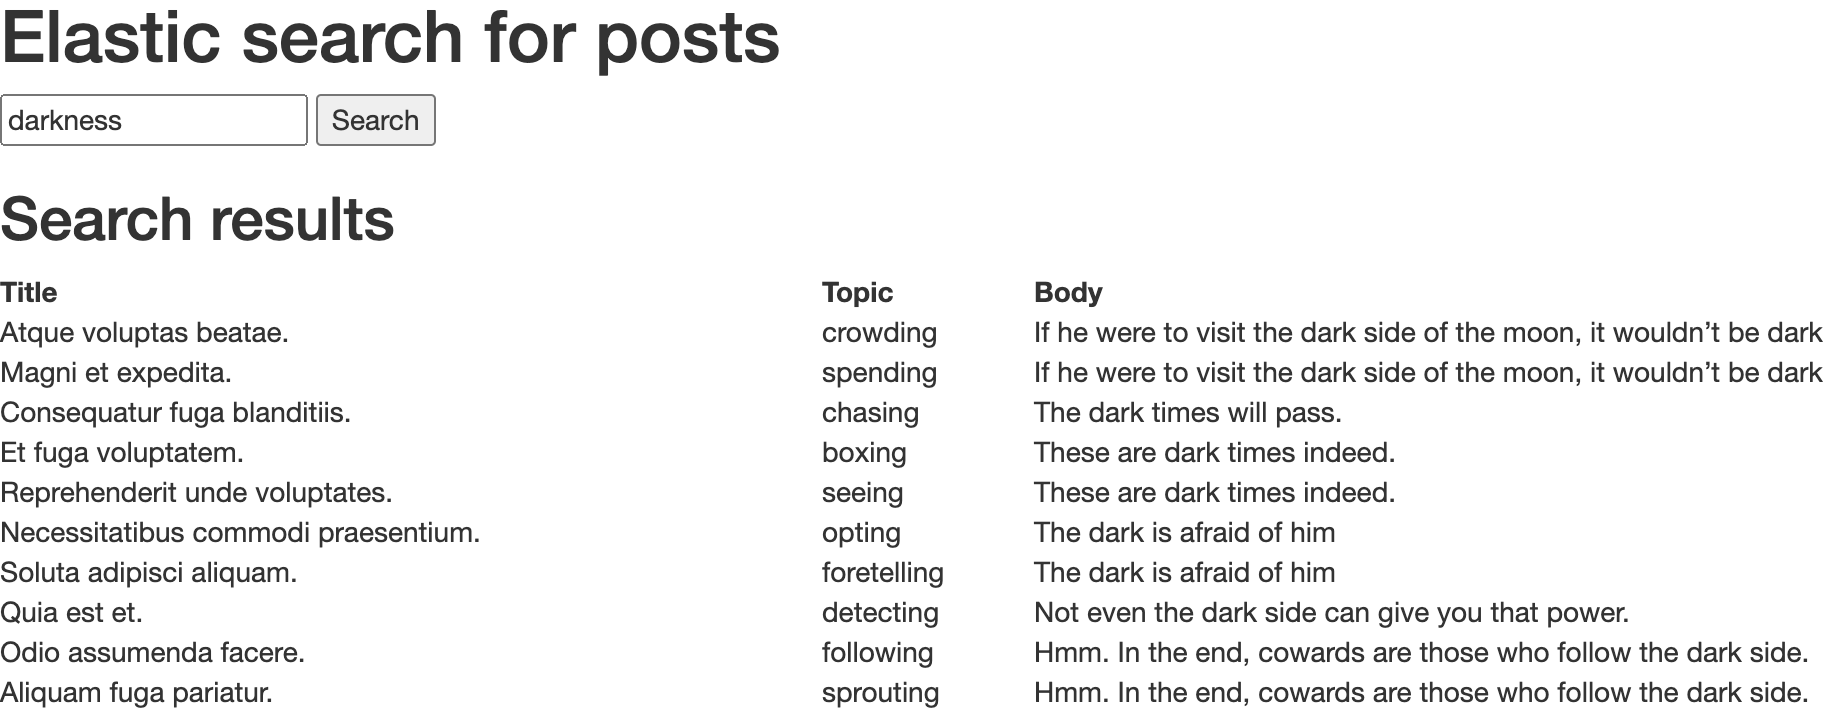 Elastic search for posts
darkness Search
Search results
Title Topic Body
Atque voluptas beatae. crowding If he were to visit the dark side of the moon, it wouldn’t be dark
Magni et expedita. spending If he were to visit the dark side of the moon, it wouldn’t be dark
Consequatur fuga blanditiis. chasing The dark times will pass.
Et fuga voluptatem. boxing These are dark times indeed.
Reprehenderit unde voluptates. seeing These are dark times indeed.
Necessitatibus commodi praesentium. opting The dark is afraid of him
Soluta adipisci aliquam. foretelling The dark is afraid of him
Quia est et. detecting Not even the dark side can give you that power.
Odio assumenda facere. following Hmm. In the end, cowards are those who follow the dark side.
Aliquam fuga pariatur. sprouting Hmm. In the end, cowards are those who follow the dark side.